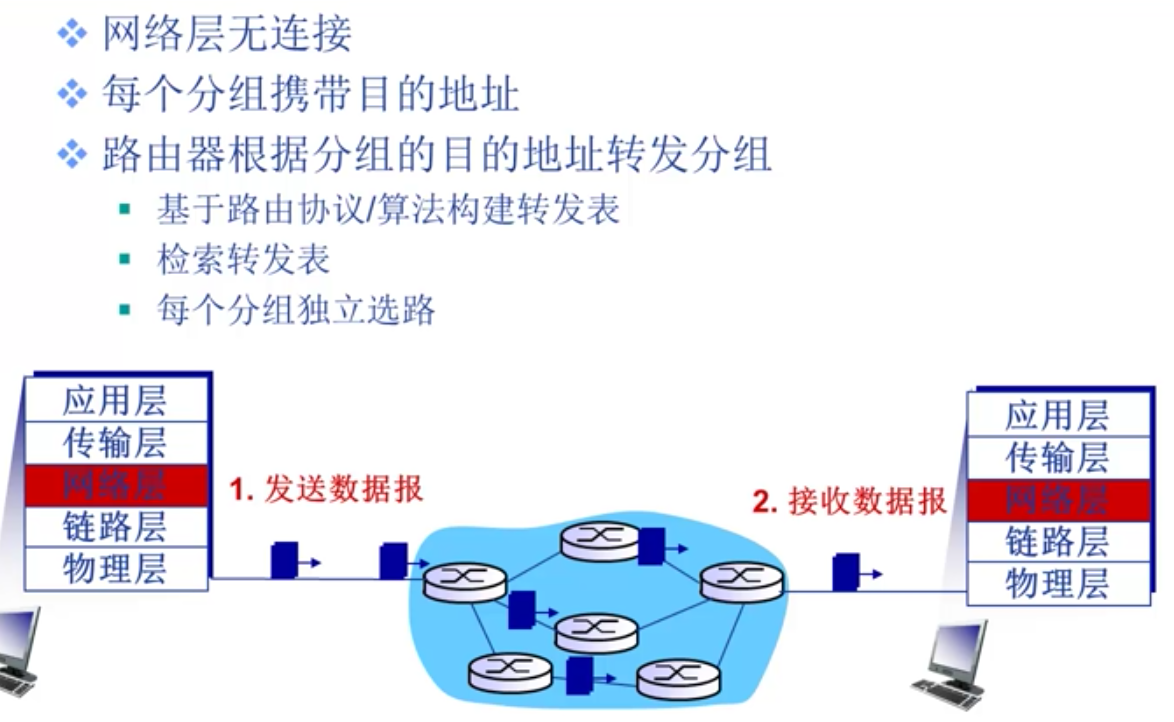 网络层无连接
每个分组携带目的地址
路由器根据分组的目的地址转发分组
基于路由协议/算法构建转发表
检索转发表
每个分组独立选路
应用层
传输层
网络层
链路层
物理层
1. 发送数据报
2. 接收数据报
应用层
传输层
网络层
链路层
物理层